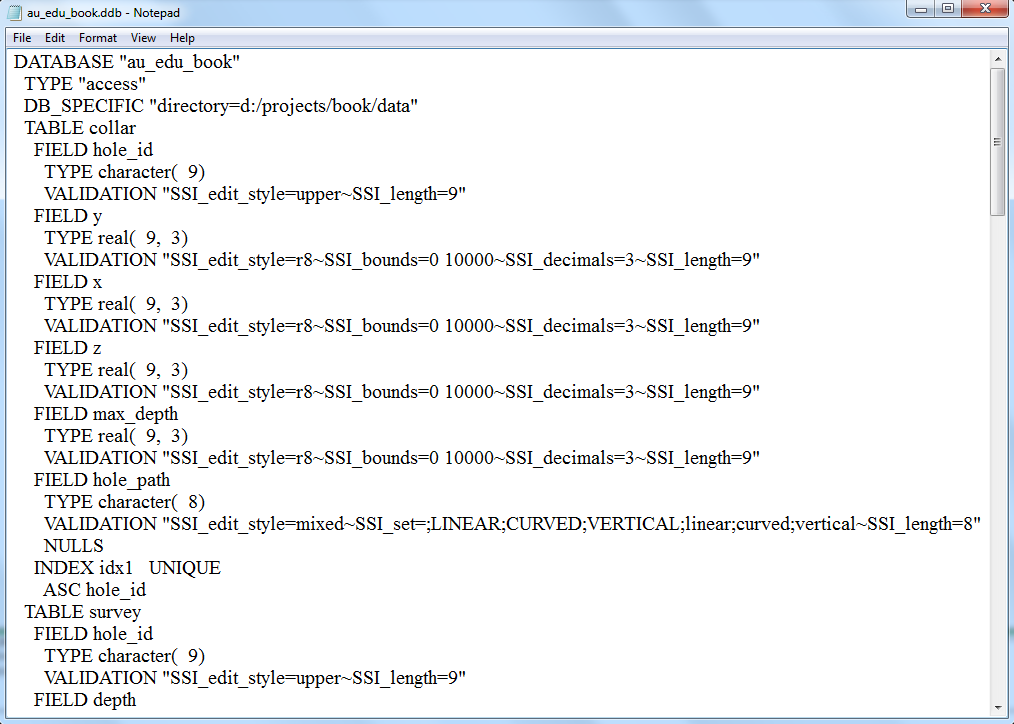 au_edu_book.ddb - Notepad
File Edit Format View Help
DATABASE "au_edu_book"
TYPE "access"
DB_SPECIFIC "directory=d:/projects/book/data"
TABLE collar
FIELD hole_id
TYPE character(  9)
VALIDATION "SSI_edit_style=upper~SSI_length=9"
FIELD y
TYPE real(  9,  3)
VALIDATION "SSI_edit_style=r8~SSI_bounds=0 10000~SSI_decimals=3~SSI_length=9"
FIELD x
TYPE real(  9,  3)
VALIDATION "SSI_edit_style=r8~SSI_bounds=0 10000~SSI_decimals=3~SSI_length=9"
FIELD z
TYPE real(  9,  3)
VALIDATION "SSI_edit_style=r8~SSI_bounds=0 10000~SSI_decimals=3~SSI_length=9"
FIELD max_depth
TYPE real(  9,  3)
VALIDATION "SSI_edit_style=r8~SSI_bounds=0 10000~SSI_decimals=3~SSI_length=9"
FIELD hole_path
TYPE character(  8)
VALIDATION "SSI_edit_style=mixed~SSI_set=;LINEAR;CURVED;VERTICAL;linear;curved;vertical~SSI_length=8"
NULLS
INDEX idx1   UNIQUE
ASC hole_id
TABLE survey
FIELD hole_id
TYPE character(  9)
VALIDATION "SSI_edit_style=upper~SSI_length=9"
FIELD depth